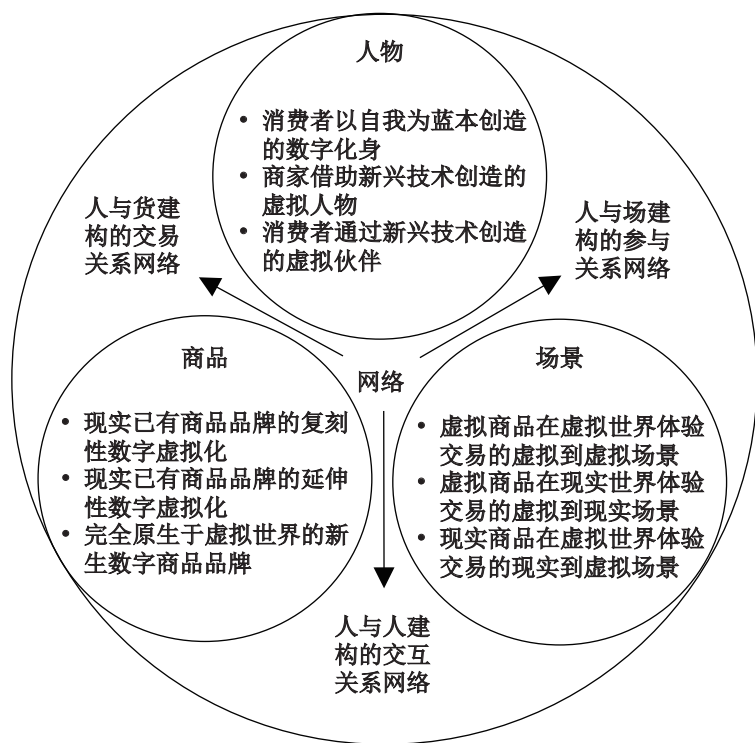 人物
• 消费者以自我为蓝本创造
的数字化身
• 商家借助新兴技术创造的
虚拟人物
• 消费者通过新兴技术创造
的虚拟伙伴
人与货建
构的交易
关系网络
人与场建
构的参与
关系网络
网络
商品
• 现实已有商品品牌的复刻
性数字虚拟化
• 现实已有商品品牌的延伸
性数字虚拟化
• 完全原生于虚拟世界的新
生数字商品品牌
场景
• 虚拟商品在虚拟世界体验
交易的虚拟到虚拟场景
• 虚拟商品在现实世界体验
交易的虚拟到现实场景
• 现实商品在虚拟世界体验
交易的现实到虚拟场景
人与人建
构的交互
关系网络